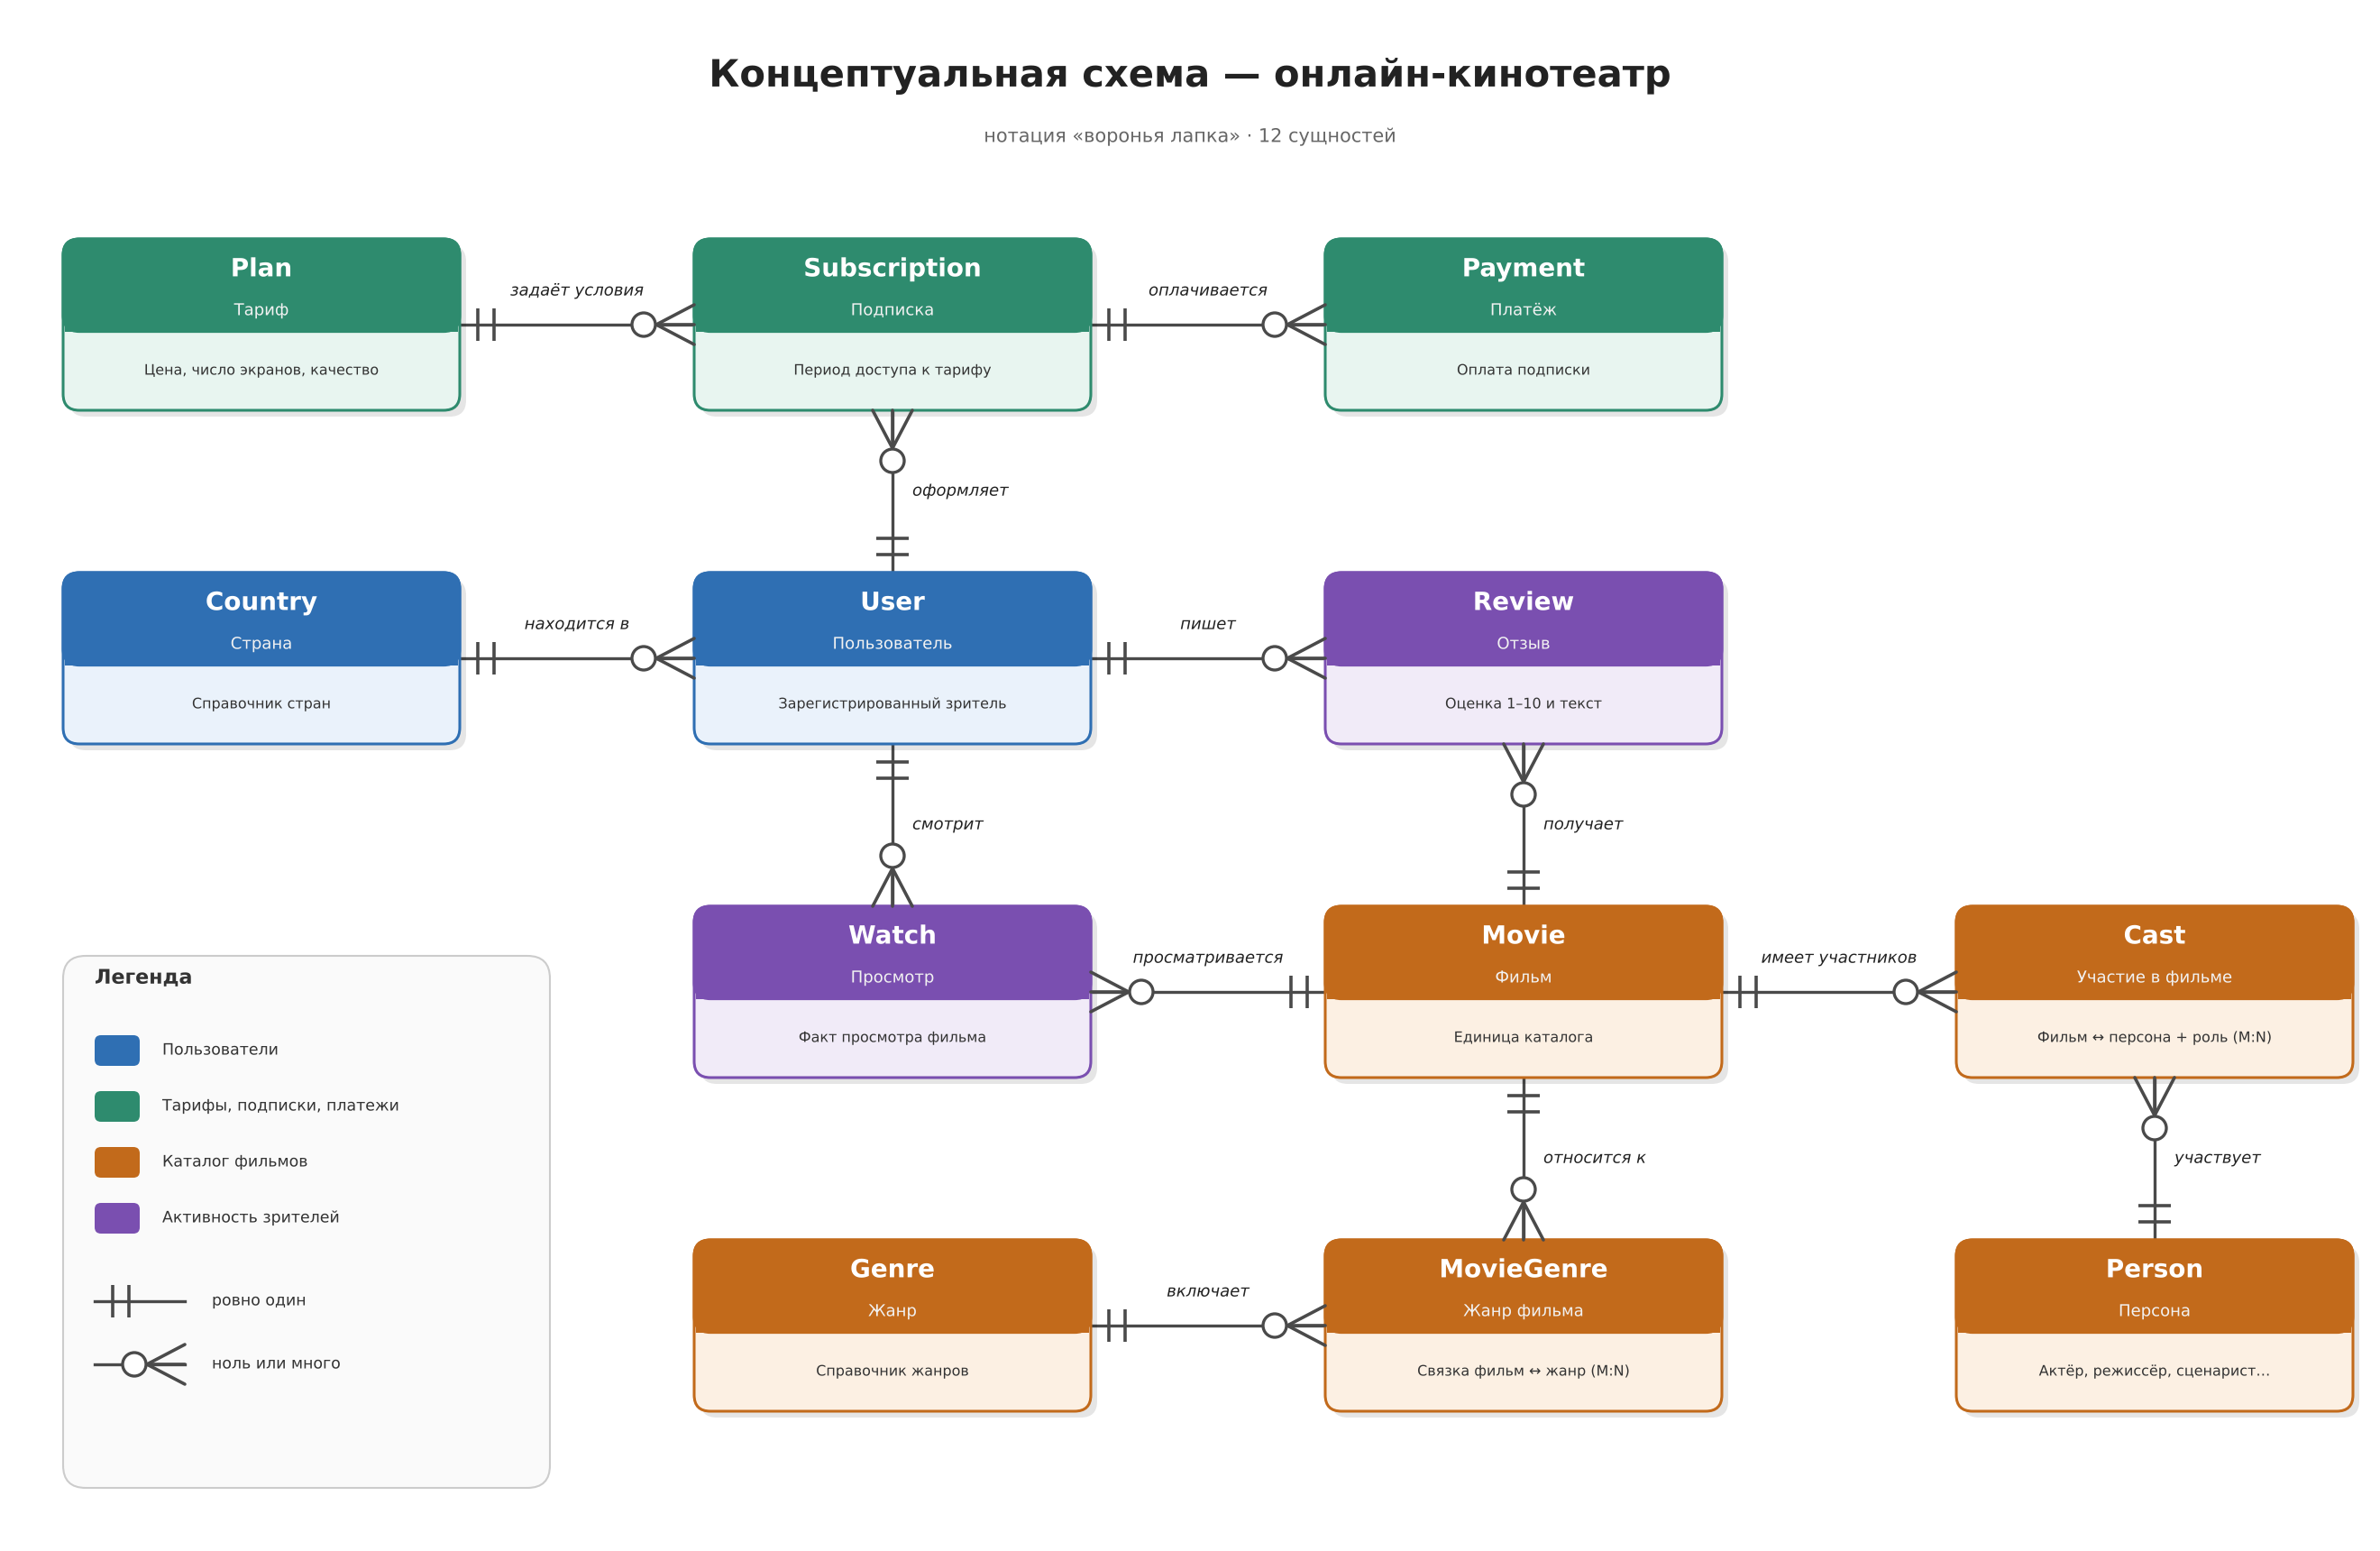 Концептуальная схема — онлайн-кинотеатр
нотация «воронья лапка» · 12 сущностей
Plan
Тариф
Цена, число экранов, качество
задаёт условия
Subscription
Подписка
Период доступа к тарифу
оплачивается
Payment
Платёж
Оплата подписки
оформляет
Country
Страна
Справочник стран
находится в
User
Пользователь
Зарегистрированный зритель
пишет
Review
Отзыв
Оценка 1–10 и текст
смотрит
получает
Watch
Просмотр
Факт просмотра фильма
просматривается
Movie
Фильм
Единица каталога
имеет участников
Cast
Участие в фильме
Фильм ↔ персона + роль (M:N)
относится к
участвует
Genre
Жанр
Справочник жанров
включает
MovieGenre
Жанр фильма
Связка фильм ↔ жанр (M:N)
Person
Персона
Актёр, режиссёр, сценарист…
Легенда
Пользователи
Тарифы, подписки, платежи
Каталог фильмов
Активность зрителей
ровно один
ноль или много